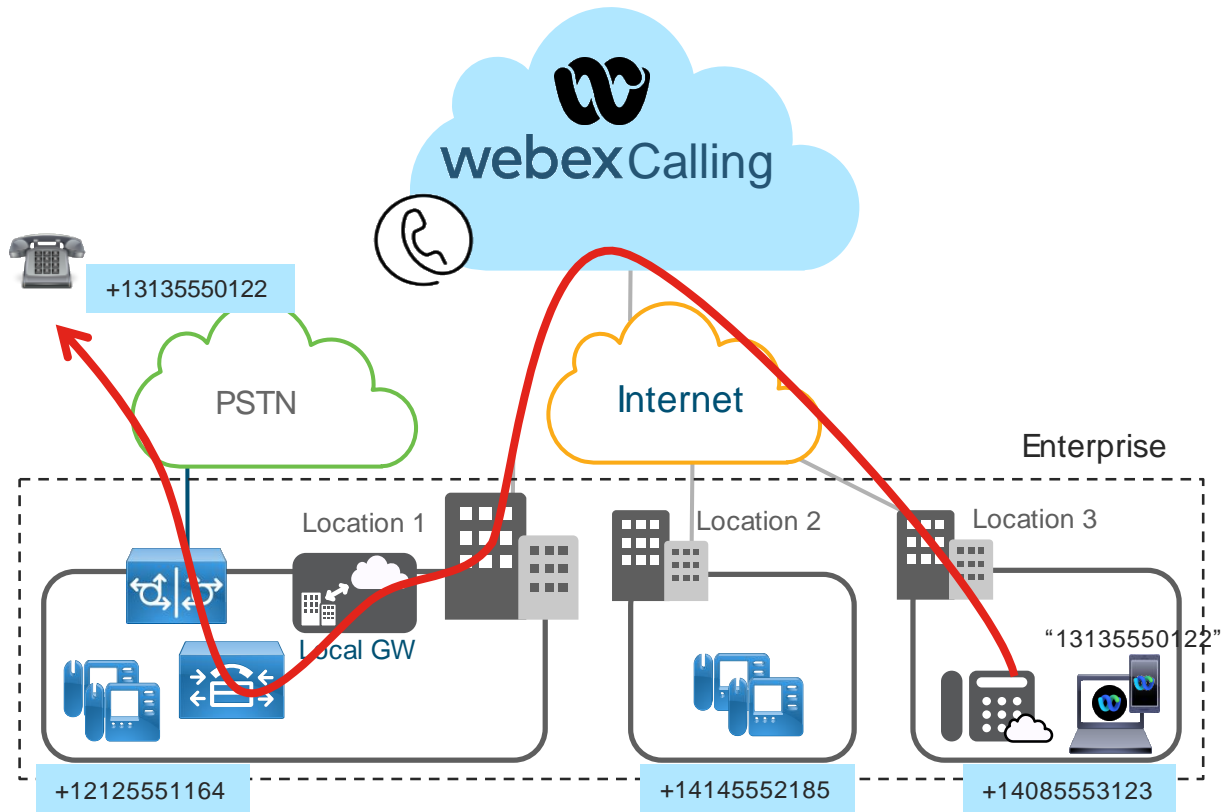 webex Calling
+13135550122
PSTN
Internet
Enterprise
Location 1
Location 2
Location 3
Local GW
“13135550122”
+12125551164
+14145552185
+14085553123